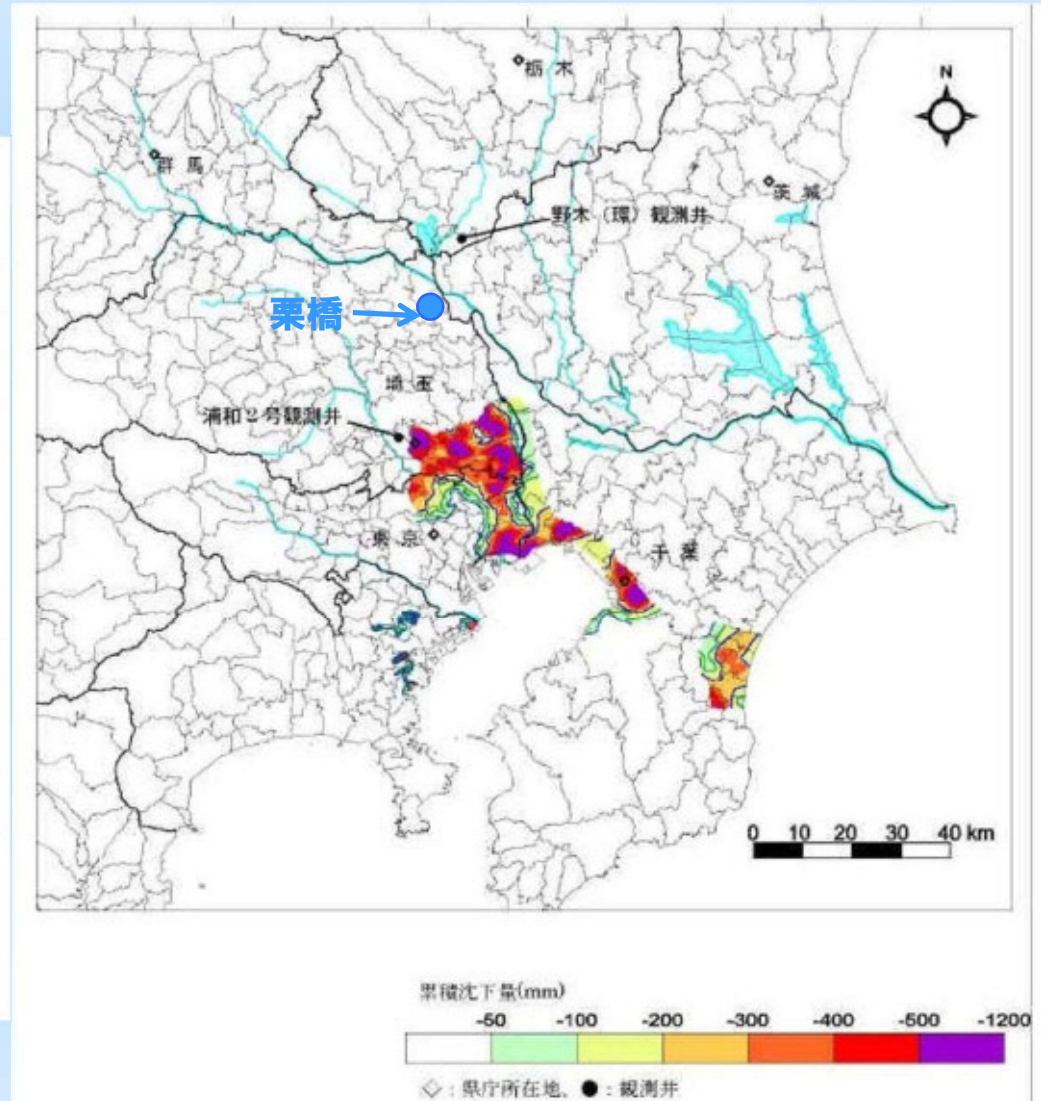 N
栃木
群馬
茨城
野木（環）観測井
栗橋
埼玉
浦和２号観測井
東京
千葉
0 10 20 30 40 km
累積沈下量(mm)
-50 -100 -200 -300 -400 -500 -1200
◇：県庁所在地、●：観測井